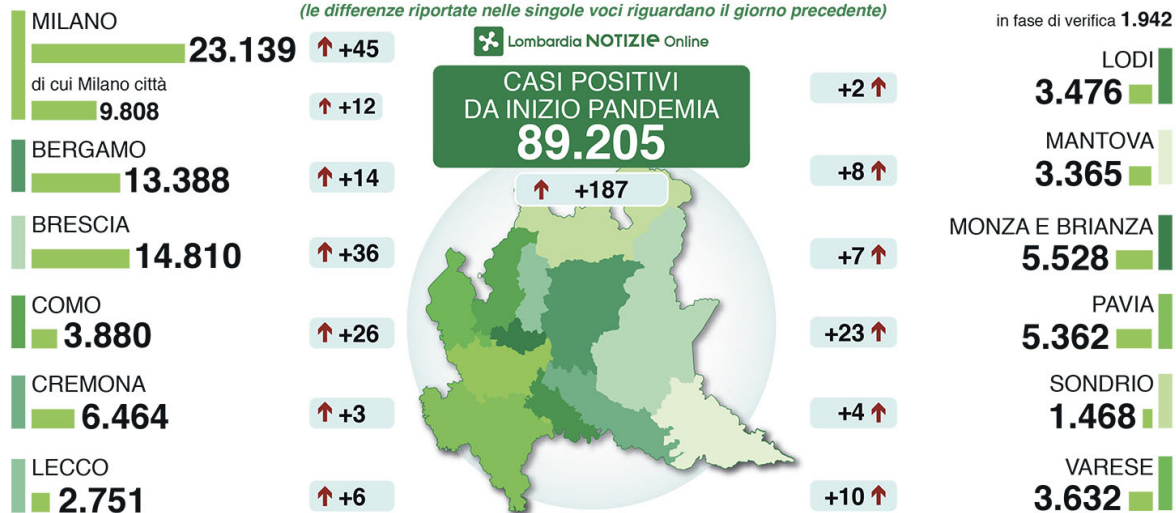 (le differenze riportate nelle singole voci riguardano il giorno precedente)
Lombardia NOTIZIE Online
CASI POSITIVI
DA INIZIO PANDEMIA
89.205
+187
MILANO
23.139 +45
di cui Milano città
9.808 +12
BERGAMO
13.388 +14
BRESCIA
14.810 +36
COMO
3.880 +26
CREMONA
6.464 +3
LECCO
2.751 +6
in fase di verifica 1.942
LODI
+2 3.476
MANTOVA
+8 3.365
MONZA E BRIANZA
+7 5.528
PAVIA
+23 5.362
SONDRIO
+4 1.468
VARESE
+10 3.632